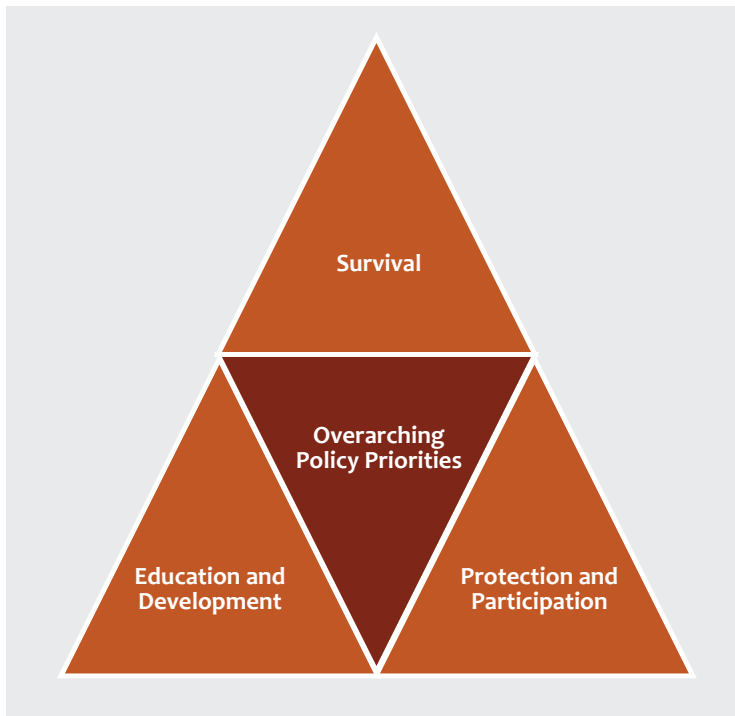 Survival
Overarching
Policy Priorities
Education and
Development
Protection and
Participation